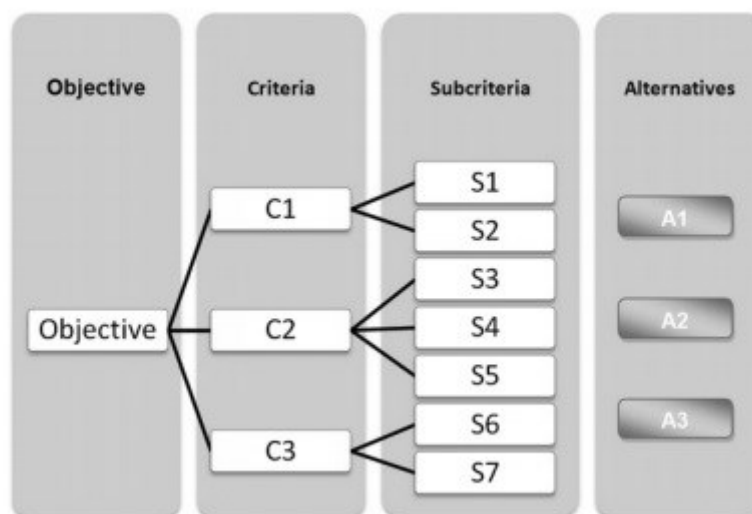 Objective
Criteria
Subcriteria
Alternatives
Objective
C1
C2
C3
S1
S2
S3
S4
S5
S6
S7
A1
A2
A3